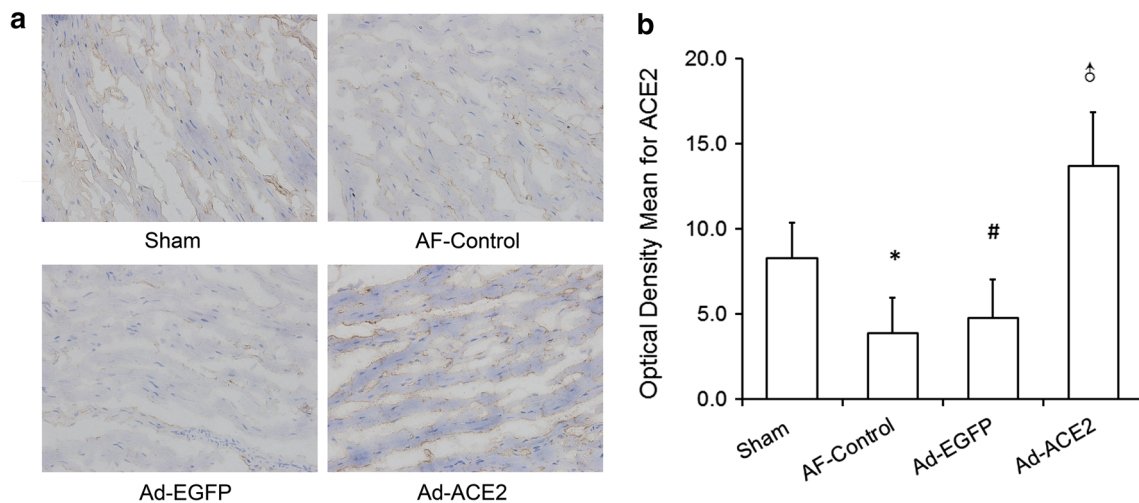 a
Sham
AF-Control
Ad-EGFP
Ad-ACE2
b
Optical Density Mean for ACE2
20.0
15.0
10.0
5.0
0.0
*
#
♂
Sham
AF-Control
Ad-EGFP
Ad-ACE2